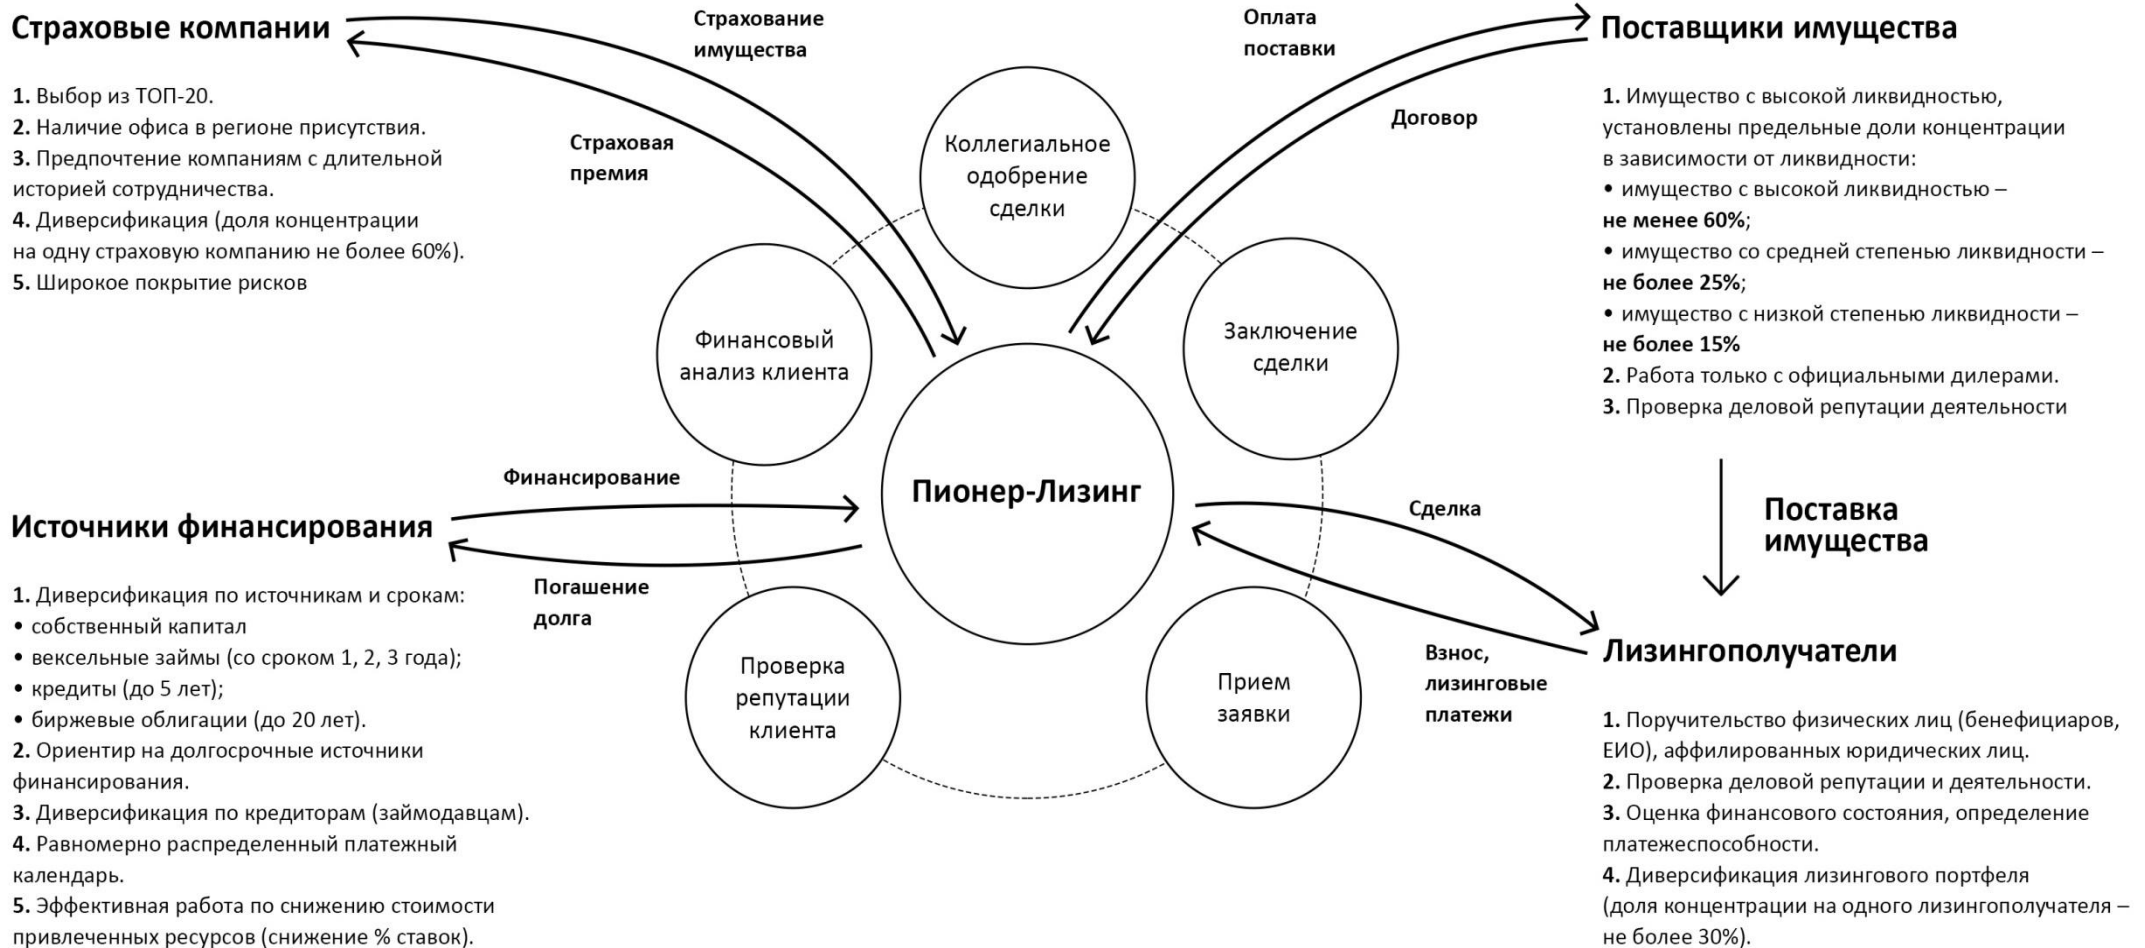 Страховые компании
1. Выбор из ТОП-20.
2. Наличие офиса в регионе присутствия.
3. Предпочтение компаниям с длительной
историей сотрудничества.
4. Диверсификация (доля концентрации
на одну страховую компанию не более 60%).
5. Широкое покрытие рисков
Страхование
имущества
Страховая
премия
Оплата
поставки
Договор
Поставщики имущества
1. Имущество с высокой ликвидностью,
установлены предельные доли концентрации
в зависимости от ликвидности:
• имущество с высокой ликвидностью –
не менее 60%;
• имущество со средней степенью ликвидности –
не более 25%;
• имущество с низкой степенью ликвидности –
не более 15%
2. Работа только с официальными дилерами.
3. Проверка деловой репутации деятельности
Коллегиальное
одобрение
сделки
Финансовый
анализ клиента
Заключение
сделки
Пионер-Лизинг
Проверка
репутации
клиента
Прием
заявки
Финансирование
Погашение
долга
Источники финансирования
1. Диверсификация по источникам и срокам:
• собственный капитал
• вексельные займы (со сроком 1, 2, 3 года);
• кредиты (до 5 лет);
• биржевые облигации (до 20 лет).
2. Ориентир на долгосрочные источники
финансирования.
3. Диверсификация по кредиторам (займодавцам).
4. Равномерно распределенный платежный
календарь.
5. Эффективная работа по снижению стоимости
привлеченных ресурсов (снижение % ставок).
Сделка
Взнос,
лизинговые
платежи
Поставка
имущества
Лизингополучатели
1. Поручительство физических лиц (бенефициаров,
ЕИО), аффилированных юридических лиц.
2. Проверка деловой репутации и деятельности.
3. Оценка финансового состояния, определение
платежеспособности.
4. Диверсификация лизингового портфеля
(доля концентрации на одного лизингополучателя –
не более 30%).